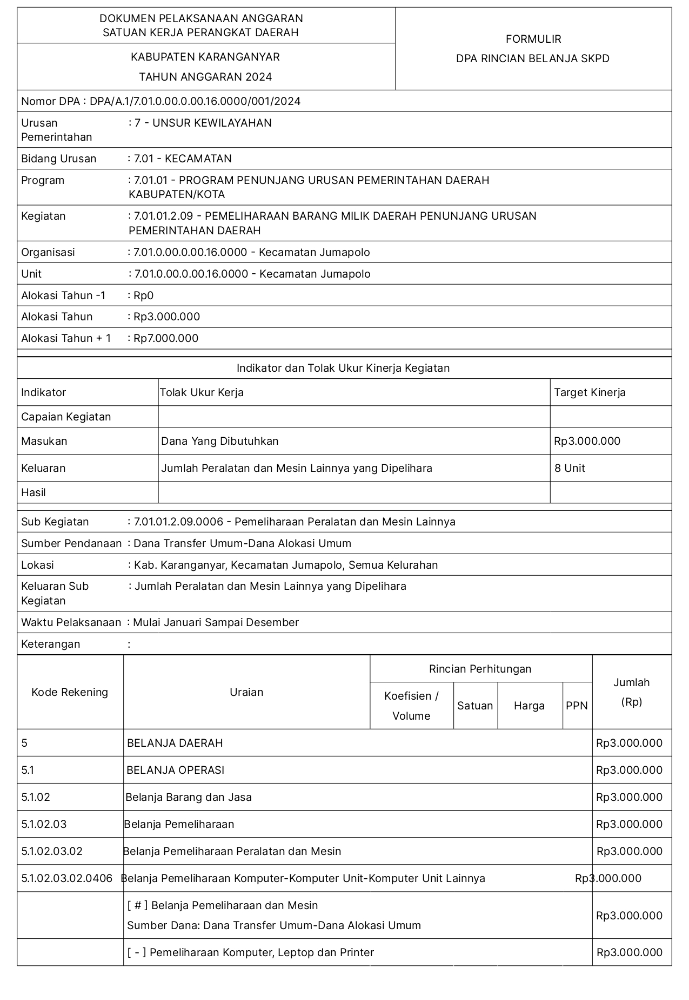 DOKUMEN PELAKSANAAN ANGGARAN
SATUAN KERJA PERANGKAT DAERAH
KABUPATEN KARANGANYAR
TAHUN ANGGARAN 2024
FORMULIR
DPA RINCIAN BELANJA SKPD
Nomor DPA : DPA/A.1/7.01.0.00.0.00.16.0000/001/2024
Urusan Pemerintahan : 7 - UNSUR KEWILAYAHAN
Bidang Urusan : 7.01 - KECAMATAN
Program : 7.01.01 - PROGRAM PENUNJANG URUSAN PEMERINTAHAN DAERAH
KABUPATEN/KOTA
Kegiatan : 7.01.01.2.09 - PEMELIHARAAN BARANG MILIK DAERAH PENUNJANG URUSAN
PEMERINTAHAN DAERAH
Organisasi : 7.01.0.00.0.00.16.0000 - Kecamatan Jumapolo
Unit : 7.01.0.00.0.00.16.0000 - Kecamatan Jumapolo
Alokasi Tahun -1 : Rp0
Alokasi Tahun : Rp3.000.000
Alokasi Tahun + 1 : Rp7.000.000
Indikator dan Tolak Ukur Kinerja Kegiatan
Indikator Tolak Ukur Kerja Target Kinerja
Capaian Kegiatan
Masukan Dana Yang Dibutuhkan Rp3.000.000
Keluaran Jumlah Peralatan dan Mesin Lainnya yang Dipelihara 8 Unit
Hasil
Sub Kegiatan : 7.01.01.2.09.0006 - Pemeliharaan Peralatan dan Mesin Lainnya
Sumber Pendanaan : Dana Transfer Umum-Dana Alokasi Umum
Lokasi : Kab. Karanganyar, Kecamatan Jumapolo, Semua Kelurahan
Keluaran Sub Kegiatan : Jumlah Peralatan dan Mesin Lainnya yang Dipelihara
Waktu Pelaksanaan : Mulai Januari Sampai Desember
Keterangan :
Kode Rekening
Uraian
Rincian Perhitungan
Koefisien /
Volume
Satuan
Harga
PPN
Jumlah
(Rp)
5 BELANJA DAERAH Rp3.000.000
5.1 BELANJA OPERASI Rp3.000.000
5.1.02 Belanja Barang dan Jasa Rp3.000.000
5.1.02.03 Belanja Pemeliharaan Rp3.000.000
5.1.02.03.02 Belanja Pemeliharaan Peralatan dan Mesin Rp3.000.000
5.1.02.03.02.0406 Belanja Pemeliharaan Komputer-Komputer Unit-Komputer Unit Lainnya Rp3.000.000
[ # ] Belanja Pemeliharaan dan Mesin
Sumber Dana: Dana Transfer Umum-Dana Alokasi Umum
Rp3.000.000
[ - ] Pemeliharaan Komputer, Leptop dan Printer Rp3.000.000